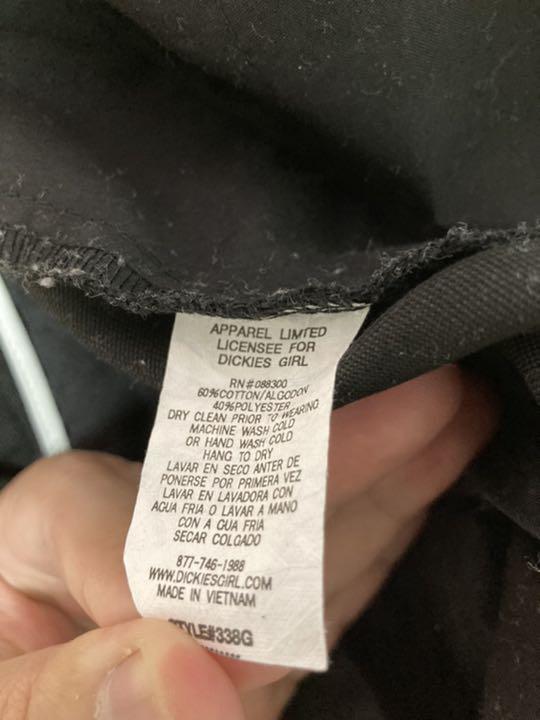 APPAREL LIMTED
LICENSEE FOR
DICKIES GIRL
RN#088300
60%COTTON/ALGODON
40%POLYESTER
DRY CLEAN PRIOR TO WEARING
MACHINE WASH COLD
OR HAND WASH COLD
HANG TO DRY
LAVAR EN SECO ANTER DE
PONERSE POR PRIMERA VEZ
LAVAR EN LAVADORA CON
AGUA FRIA O LAVAR A MANO
CON A GUA FRIA
SECAR COLGADO
877-746-1988
WWW.DICKIESGIRL.COM
MADE IN VIETNAM
STYLE#338G